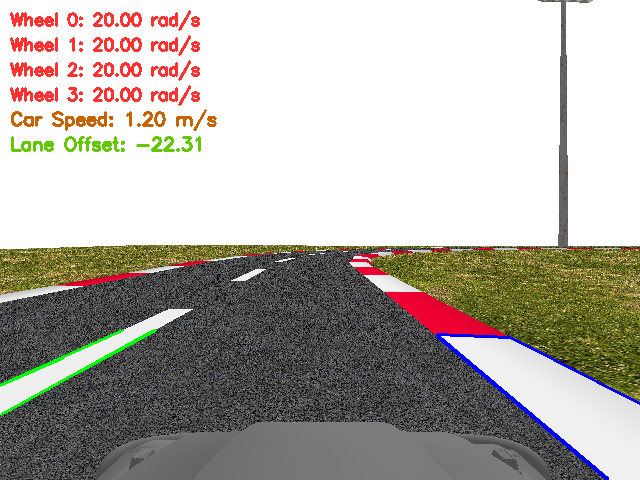 Wheel 0: 20.00 rad/s
Wheel 1: 20.00 rad/s
Wheel 2: 20.00 rad/s
Wheel 3: 20.00 rad/s
Car Speed: 1.20 m/s
Lane Offset: -22.31